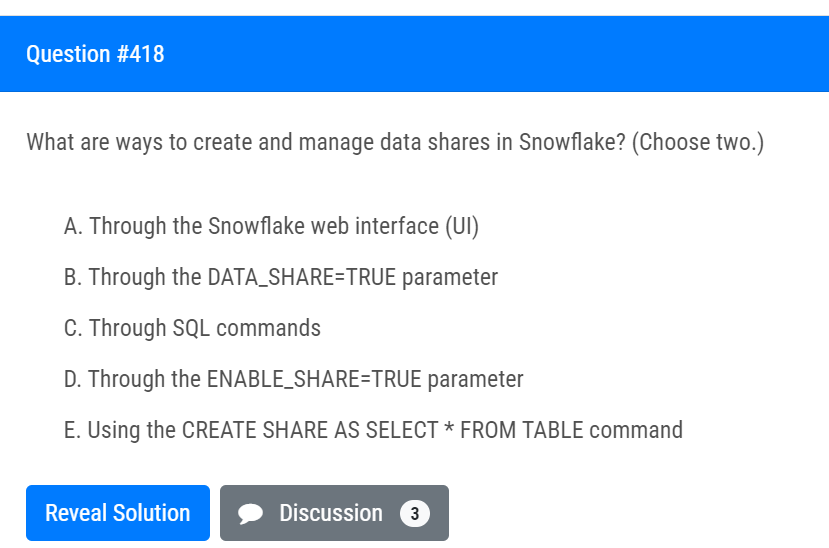 Question #418
What are ways to create and manage data shares in Snowflake? (Choose two.)
A. Through the Snowflake web interface (UI)
B. Through the DATA_SHARE=TRUE parameter
C. Through SQL commands
D. Through the ENABLE_SHARE=TRUE parameter
E. Using the CREATE SHARE AS SELECT * FROM TABLE command
Reveal Solution Discussion 3